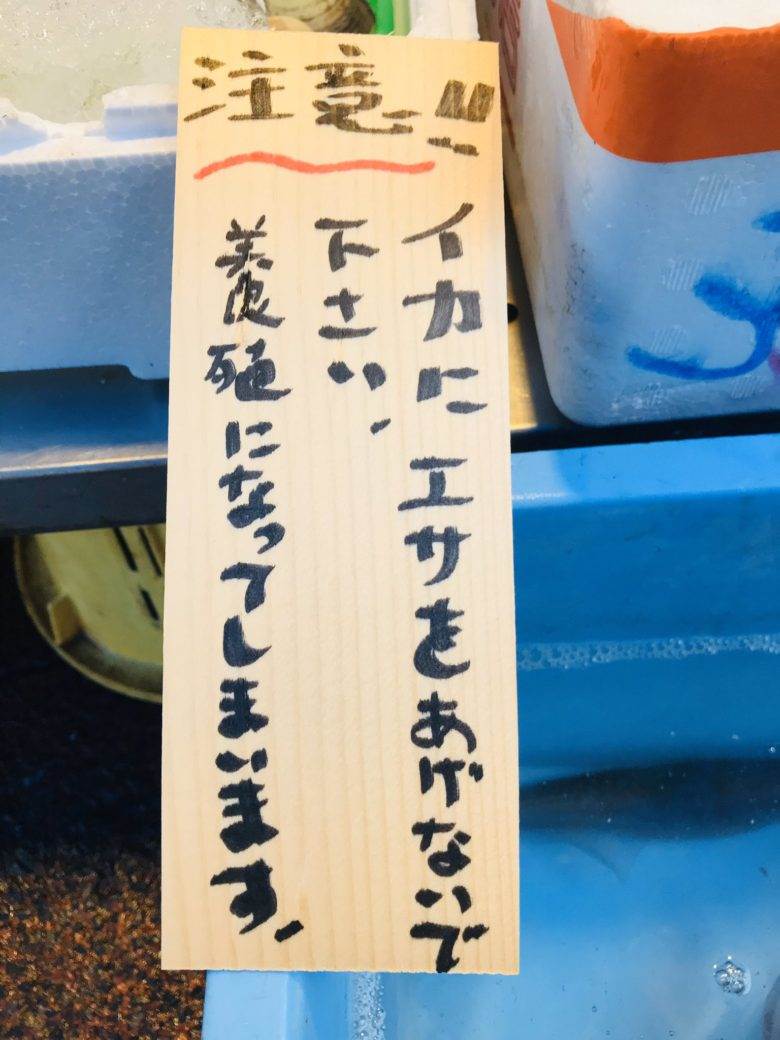 注意!!
イカにエサをあげないで
下さい、
養殖になってしまいます、